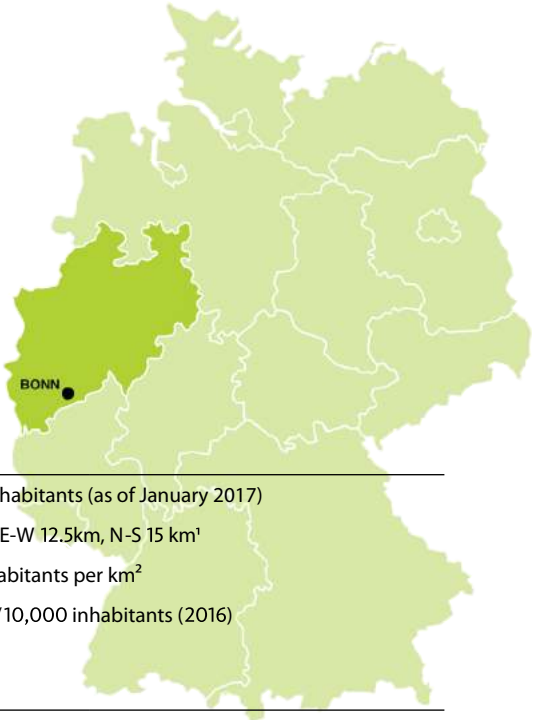 BONN
habitants (as of January 2017)
E-W 12.5km, N-S 15 km¹
abitants per km²
/10,000 inhabitants (2016)